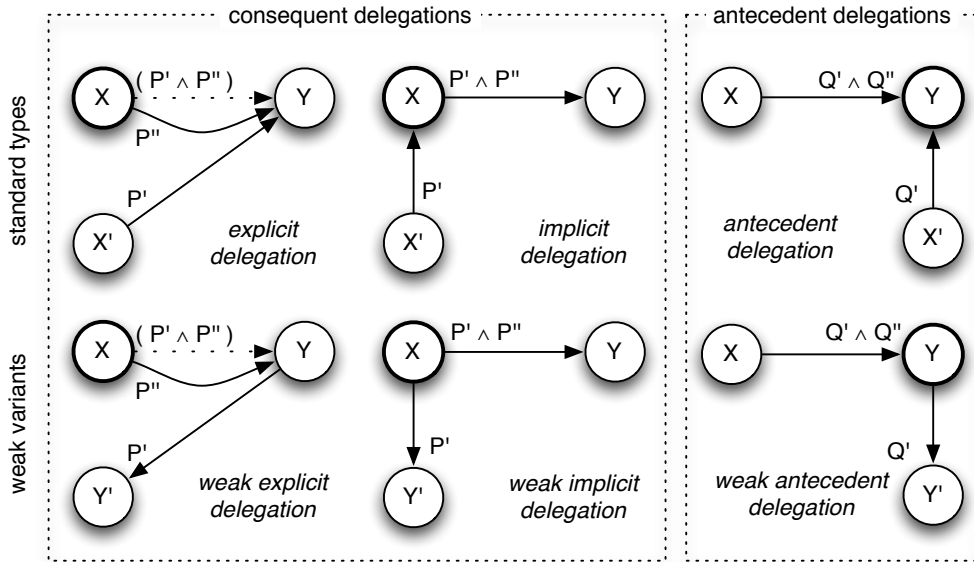 consequent delegations
antecedent delegations
standard types
X
( P' ∧ P'' )
Y
P''
P'
X'
explicit
delegation
X
P' ∧ P''
Y
P'
X'
implicit
delegation
X
Q' ∧ Q''
Y
Q'
X'
antecedent
delegation
weak variants
X
( P' ∧ P'' )
Y
P''
P'
Y'
weak explicit
delegation
X
P' ∧ P''
Y
P'
Y'
weak implicit
delegation
X
Q' ∧ Q''
Y
Q'
Y'
weak antecedent
delegation